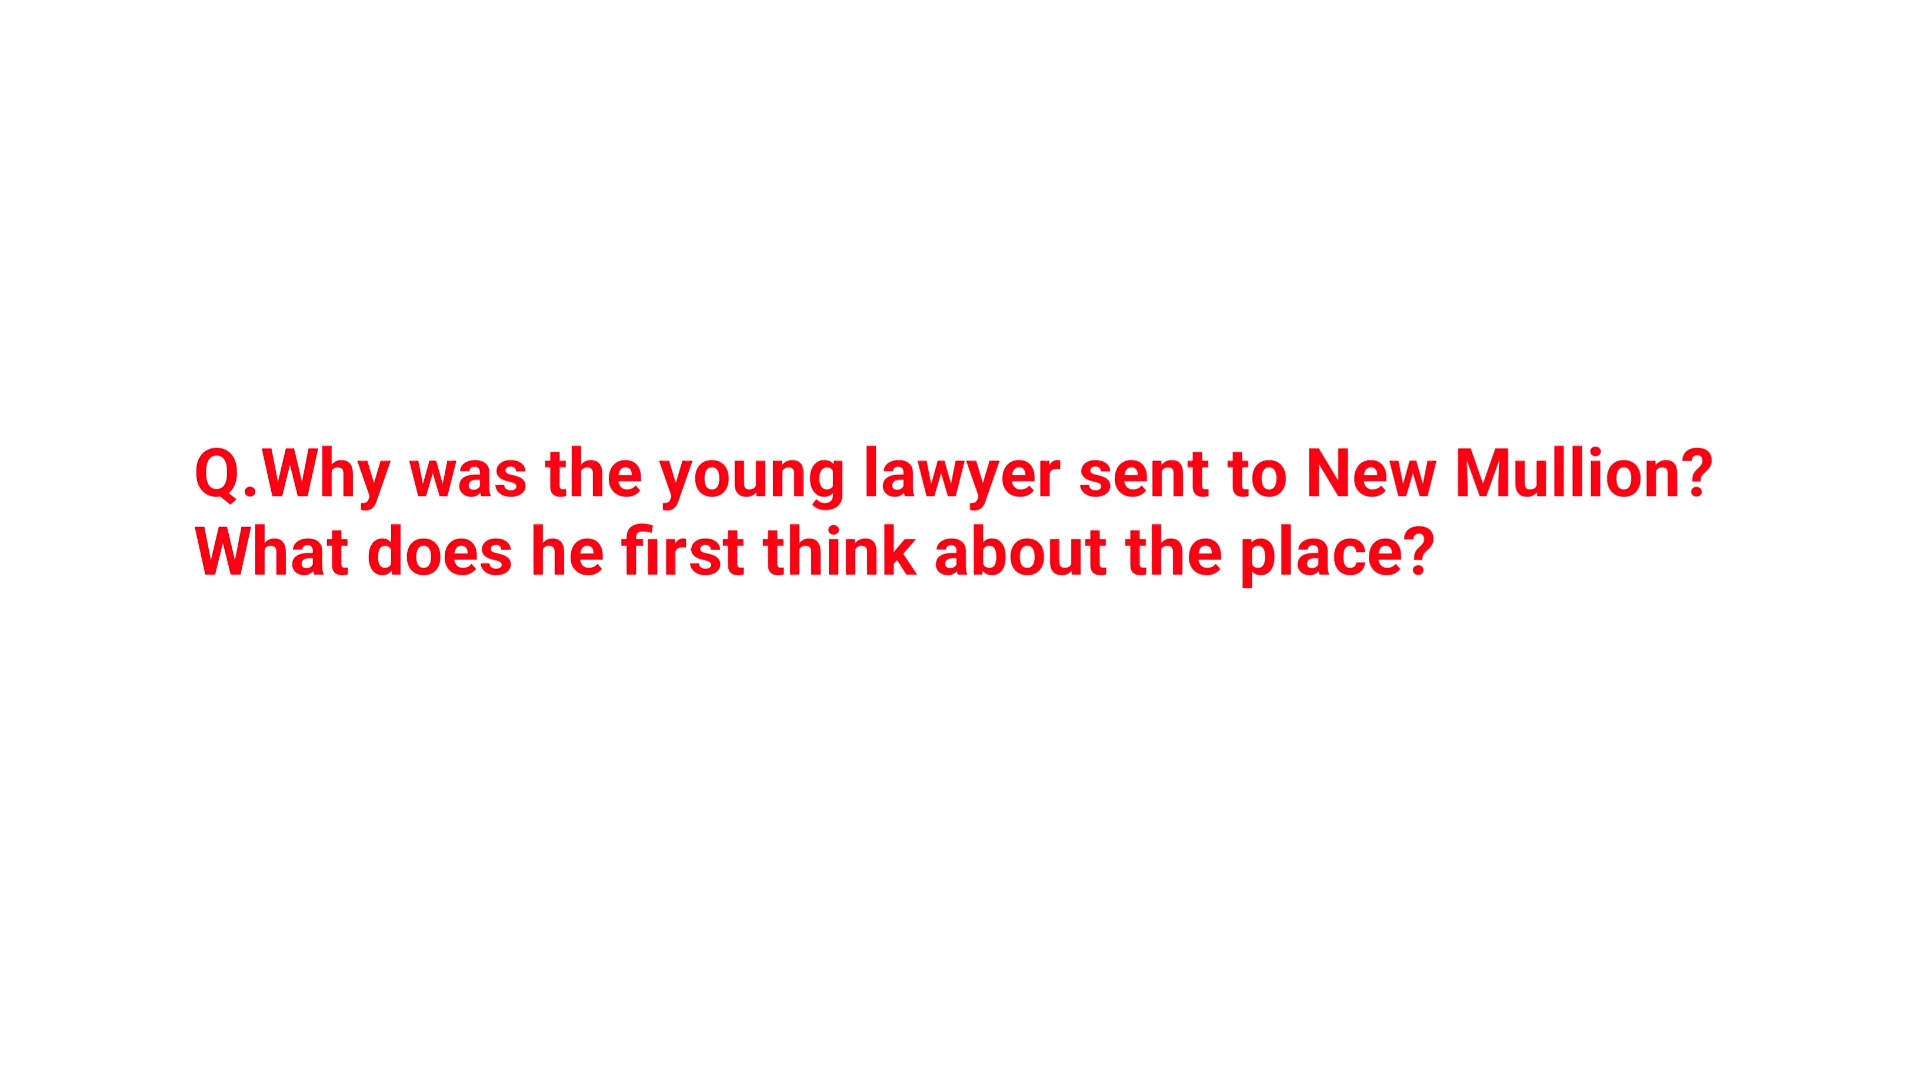 Q.Why was the young lawyer sent to New Mullion?
What does he first think about the place?